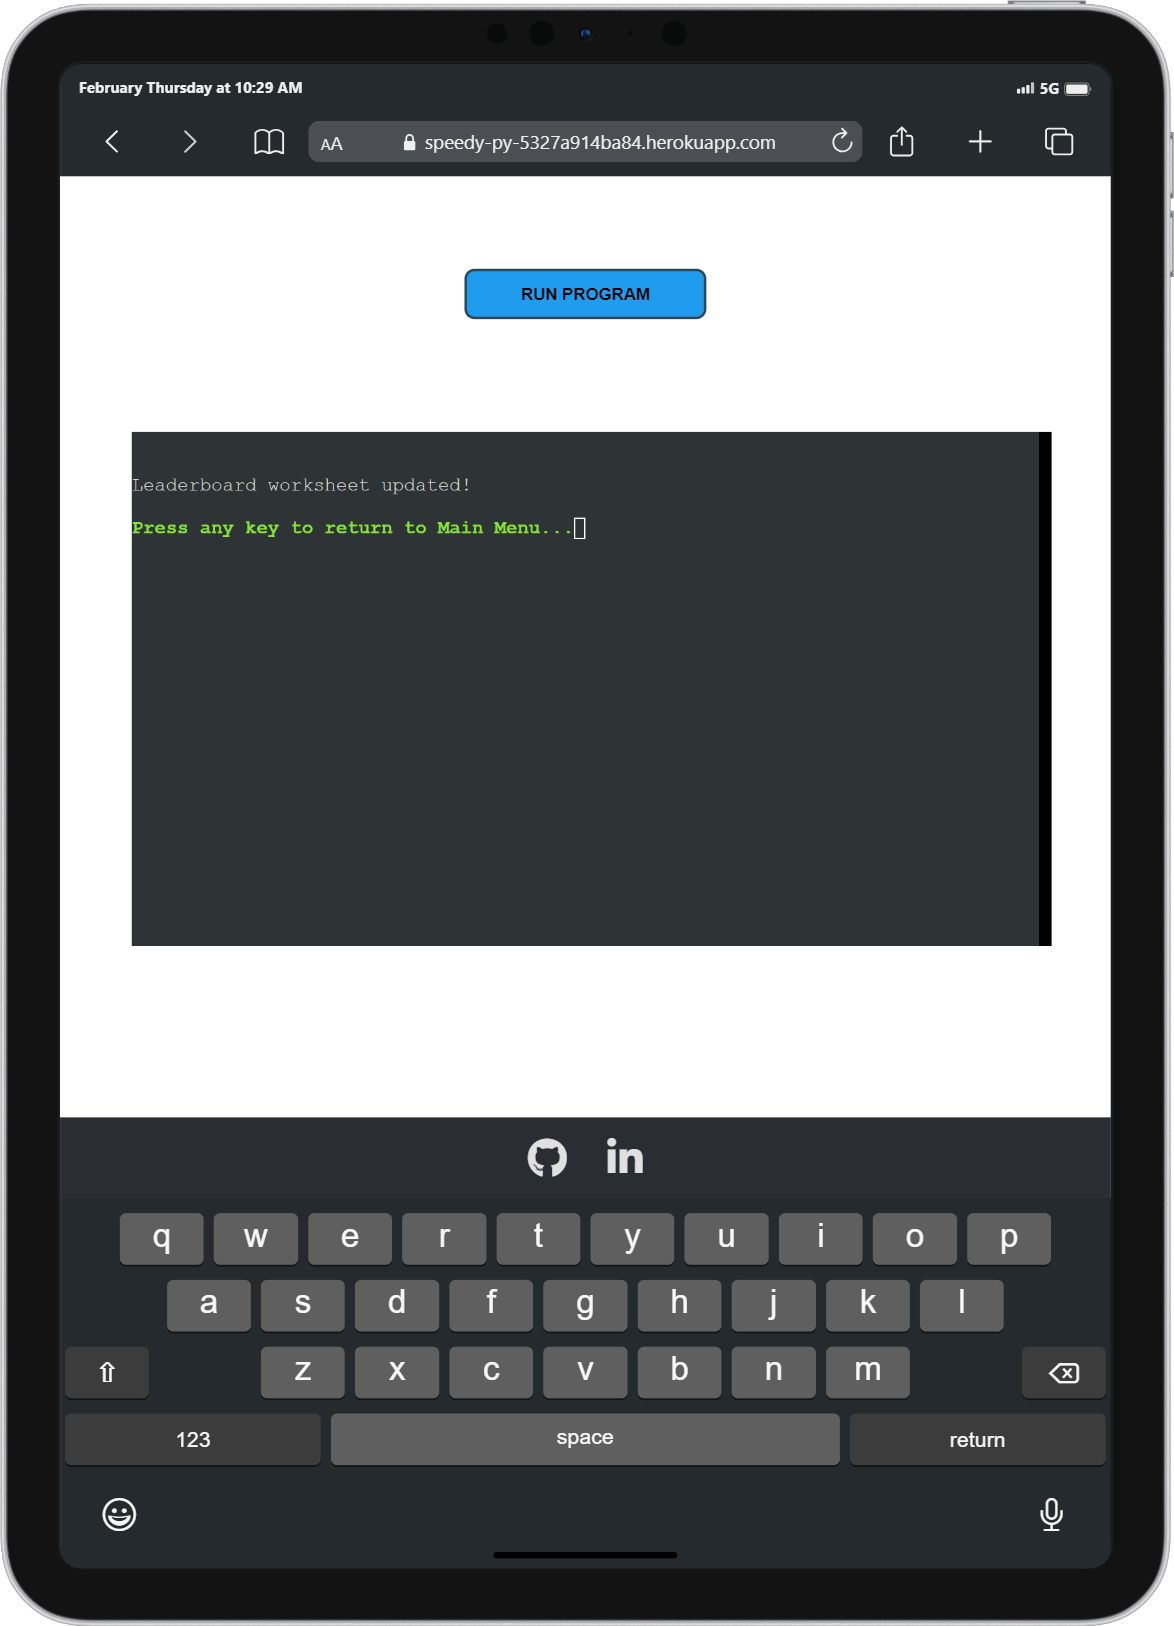 February Thursday at 10:29 AM
5G
AA
speedy-py-5327a914ba84.herokuapp.com
RUN PROGRAM
Leaderboard worksheet updated!
Press any key to return to Main Menu...
in
q w e r t y u i o p
a s d f g h j k l
z x c v b n m
123 space return